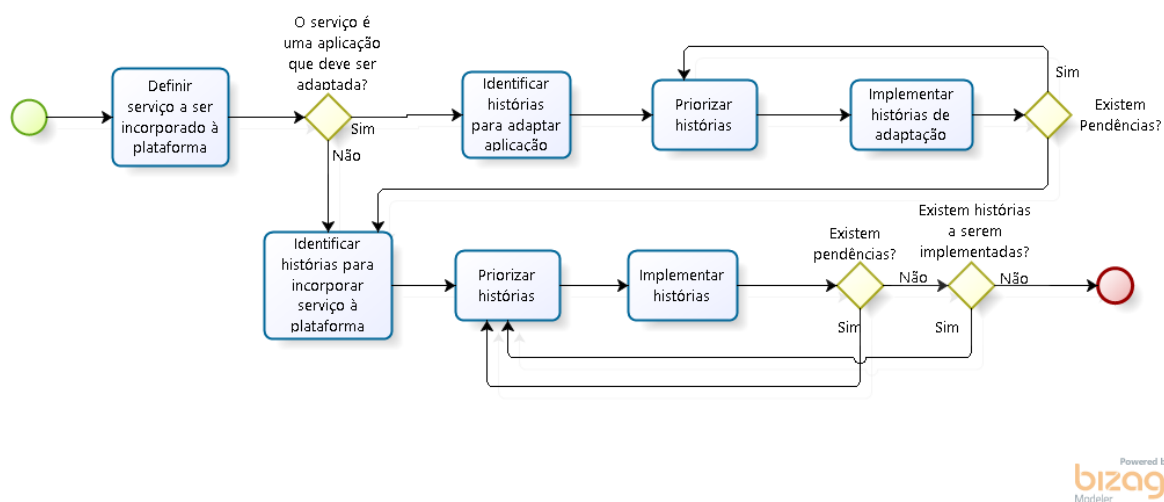 O serviço é
uma aplicação
que deve ser
adaptada?
Definir
serviço a ser
incorporado à
plataforma
Sim
Não
Identificar
histórias
para adaptar
aplicação
Priorizar
histórias
Implementar
histórias de
adaptação
Sim
Existem
Pendências?
Identificar
histórias para
incorporar
serviço à
plataforma
Priorizar
histórias
Implementar
histórias
Existem
pendências?
Não
Sim
Existem histórias
a serem
implementadas?
Não
Sim
Powered b
bizag
Modeler